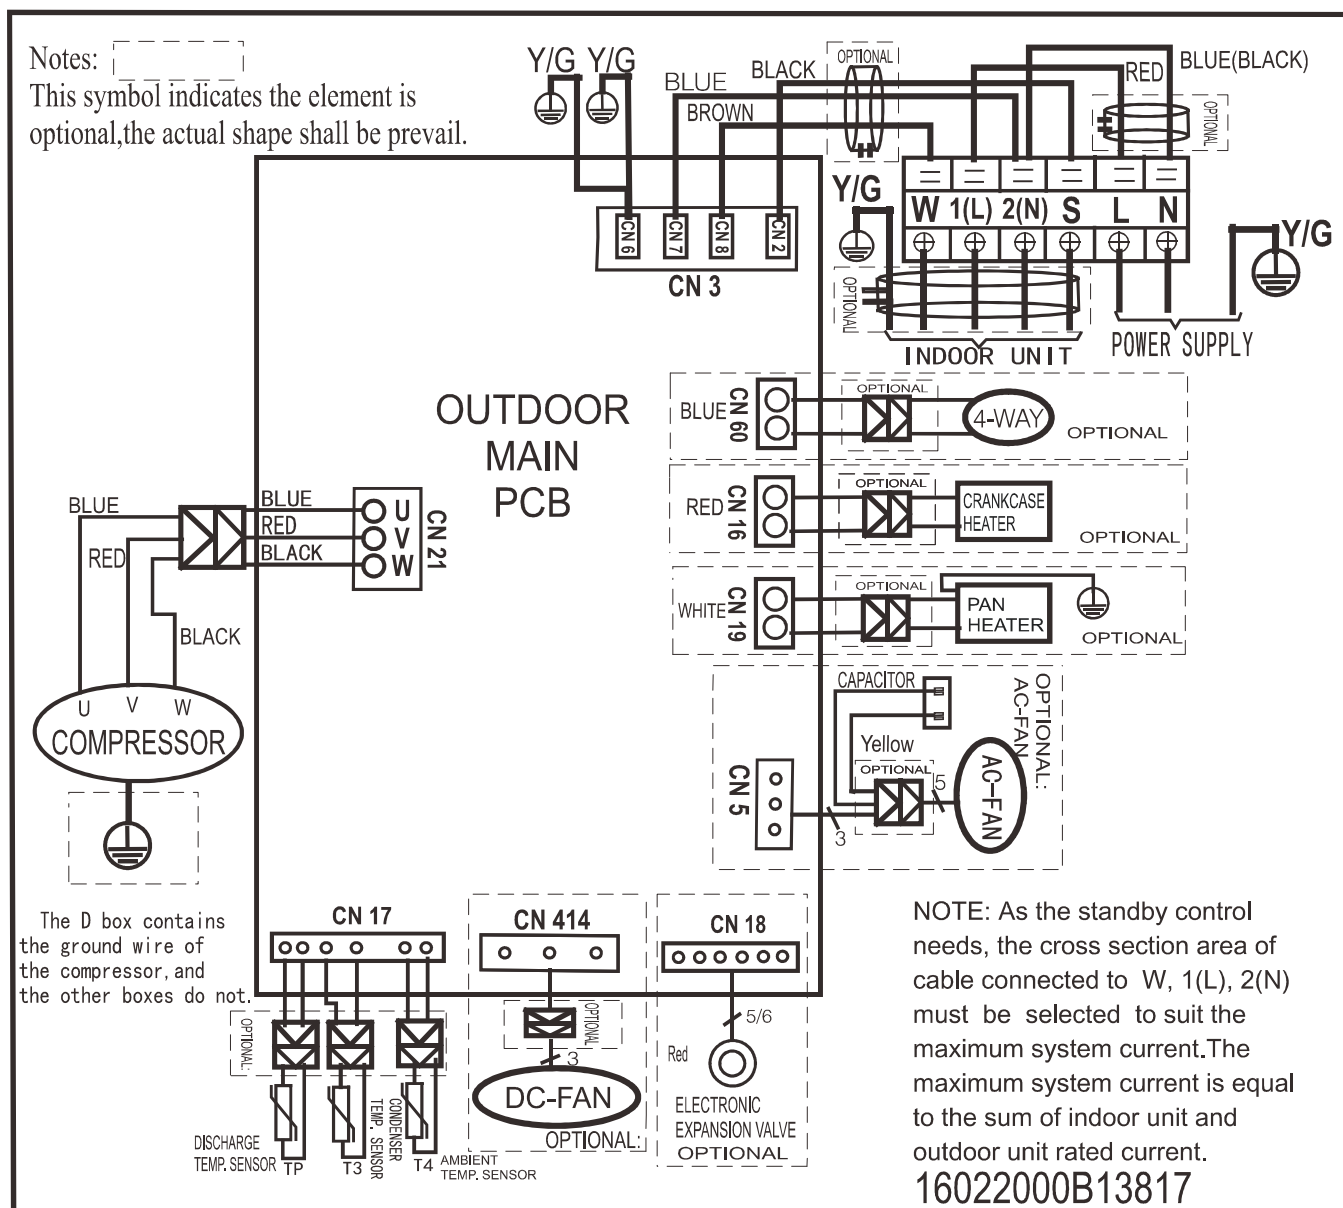 Notes:
This symbol indicates the element is
optional,the actual shape shall be prevail.
Y/G Y/G
BLUE
BLACK
BROWN
OPTIONAL
RED
BLUE(BLACK)
OPTIONAL
Y/G
W 1(L) 2(N) S L N
Y/G
OPTIONAL
INDOOR UNIT
POWER SUPPLY
CN 6
CN 7
CN 8
CN 2
CN 3
OUTDOOR
MAIN
PCB
BLUE
CN 60
OPTIONAL
4-WAY
OPTIONAL
RED
CN 16
OPTIONAL
CRANKCASE
HEATER
OPTIONAL
WHITE
CN 19
OPTIONAL
PAN
HEATER
OPTIONAL
BLUE
RED
BLACK
BLUE
RED
BLACK
U
V
W
CN 21
U V W
COMPRESSOR
CAPACITOR
OPTIONAL:
AC-FAN
Yellow
OPTIONAL
CN 5
3
5
AC-FAN
The D box contains
the ground wire of
the compressor, and
the other boxes do not.
CN 17
OPTIONAL:
DISCHARGE
TEMP. SENSOR
TP
T3
CONDENSER
TEMP. SENSOR
T4
AMBIENT
TEMP. SENSOR
CN 414
OPTIONAL
3
DC-FAN
OPTIONAL:
CN 18
5/6
Red
ELECTRONIC
EXPANSION VALVE
OPTIONAL
NOTE: As the standby control
needs, the cross section area of
cable connected to W, 1(L), 2(N)
must be selected to suit the
maximum system current.The
maximum system current is equal
to the sum of indoor unit and
outdoor unit rated current.
16022000B13817